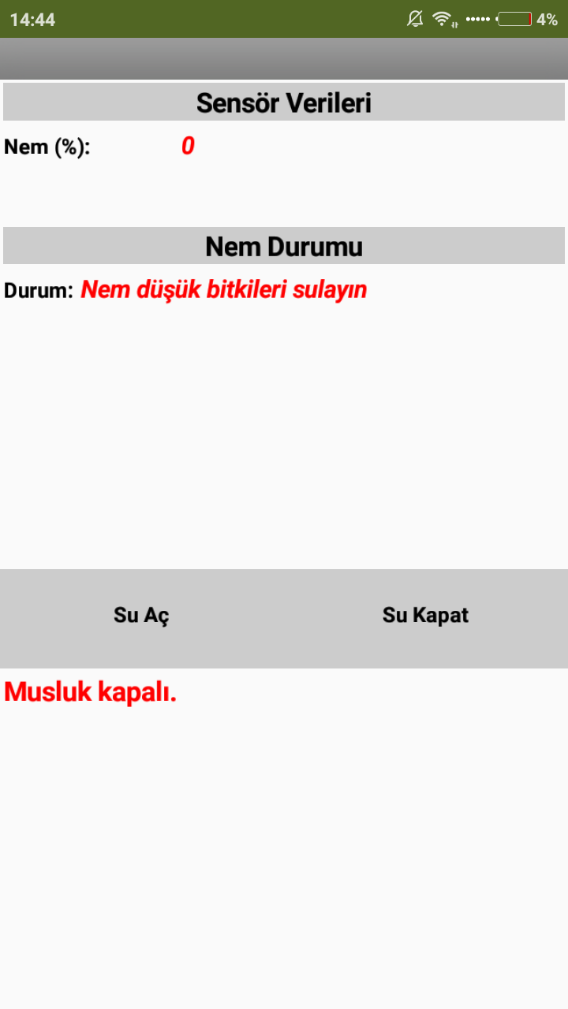 14:44 4%
Sensör Verileri
Nem (%): 0
Nem Durumu
Durum: Nem düşük bitkileri sulayın
Su Aç Su Kapat
Musluk kapalı.